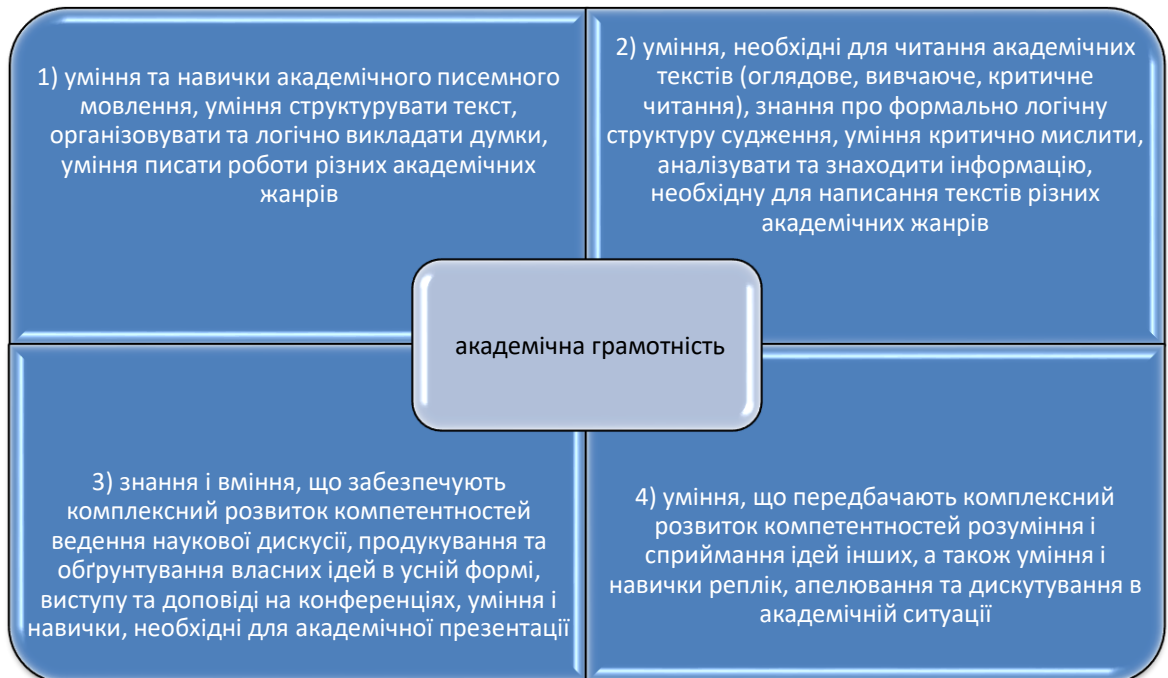 1) уміння та навички академічного писемного
мовлення, уміння структурувати текст,
організовувати та логічно викладати думки,
уміння писати роботи різних академічних
жанрів
2) уміння, необхідні для читання академічних
текстів (оглядове, вивчаюче, критичне
читання), знання про формально логічну
структуру судження, уміння критично мислити,
аналізувати та знаходити інформацію,
необхідну для написання текстів різних
академічних жанрів
академічна грамотність
3) знання і вміння, що забезпечують
комплексний розвиток компетентностей
ведення наукової дискусії, продукування та
обґрунтування власних ідей в усній формі,
виступу та доповіді на конференціях, уміння і
навички, необхідні для академічної презентації
4) уміння, що передбачають комплексний
розвиток компетентностей розуміння і
сприймання ідей інших, а також уміння і
навички реплік, апелювання та дискутування в
академічній ситуації